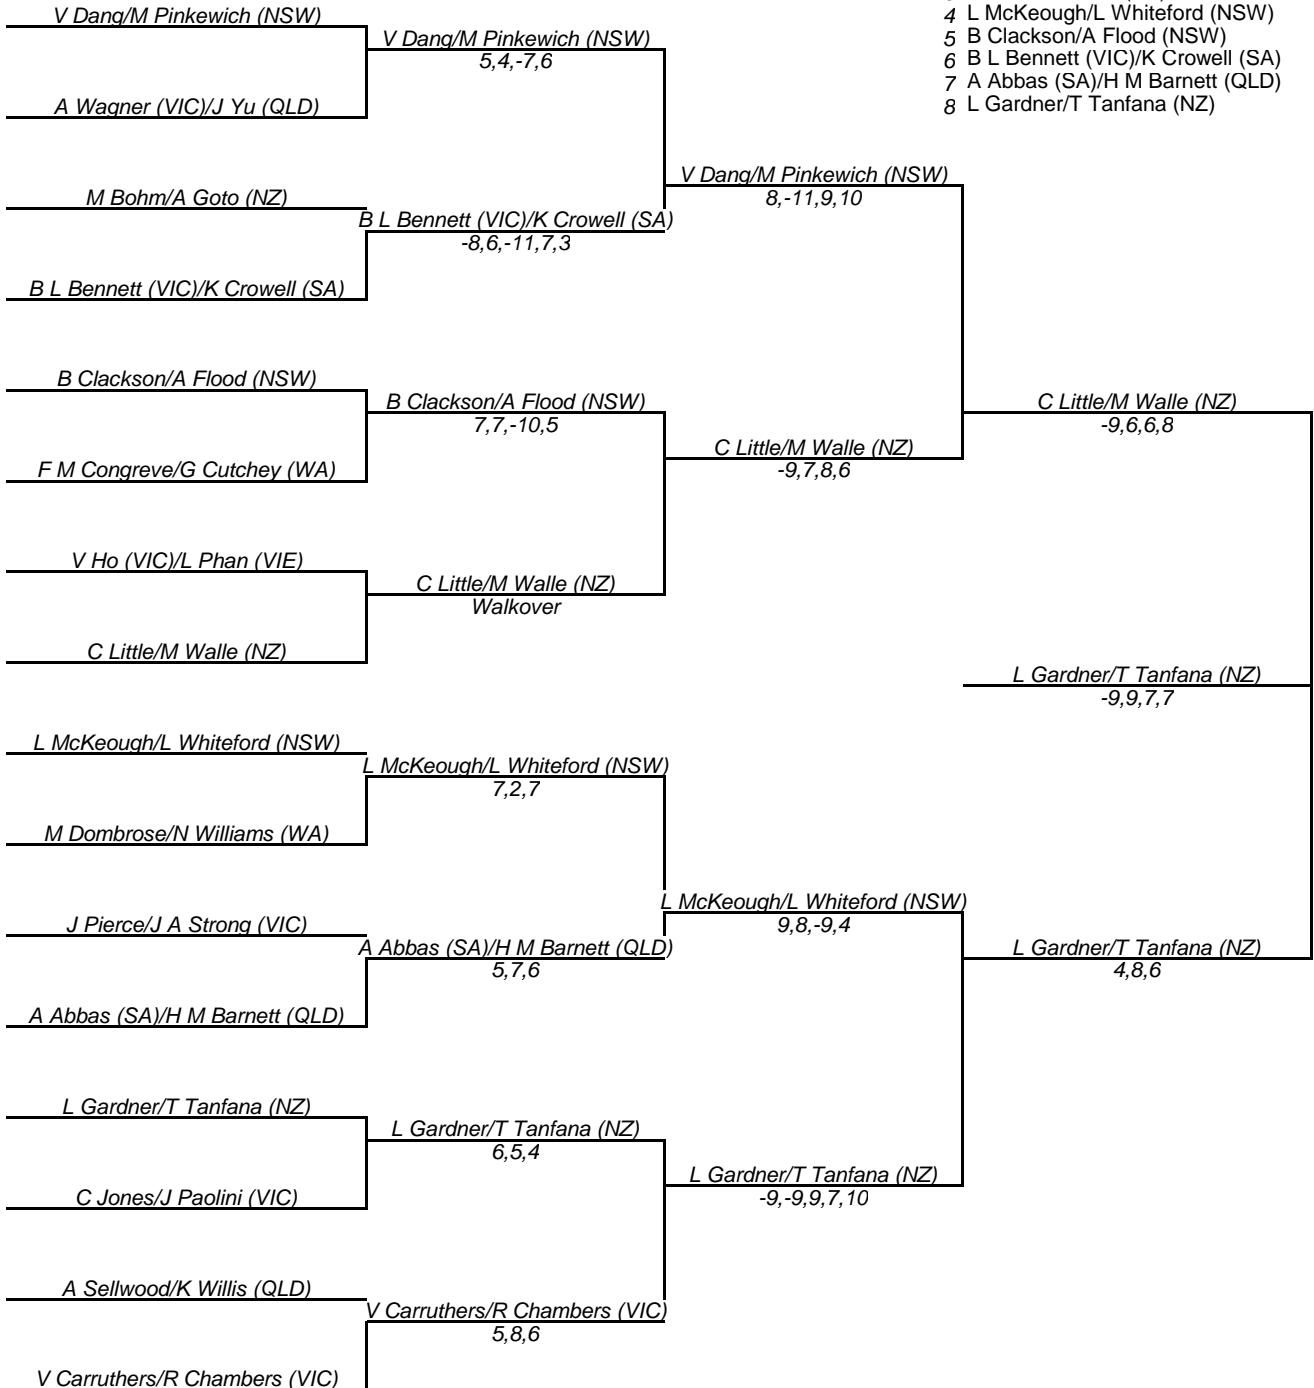 V Dang/M Pinkewich (NSW)
4 L McKeough/L Whiteford (NSW)
5 B Clackson/A Flood (NSW)
6 B L Bennett (VIC)/K Crowell (SA)
7 A Abbas (SA)/H M Barnett (QLD)
8 L Gardner/T Tanfana (NZ)
V Dang/M Pinkewich (NSW)
5,4,-7,6
A Wagner (VIC)/J Yu (QLD)
V Dang/M Pinkewich (NSW)
8,-11,9,10
M Bohm/A Goto (NZ)
B L Bennett (VIC)/K Crowell (SA)
-8,6,-11,7,3
B L Bennett (VIC)/K Crowell (SA)
B Clackson/A Flood (NSW)
B Clackson/A Flood (NSW)
7,7,-10,5
C Little/M Walle (NZ)
-9,6,6,8
C Little/M Walle (NZ)
-9,7,8,6
F M Congreve/G Cutchey (WA)
V Ho (VIC)/L Phan (VIE)
C Little/M Walle (NZ)
Walkover
C Little/M Walle (NZ)
L Gardner/T Tanfana (NZ)
-9,9,7,7
L McKeough/L Whiteford (NSW)
L McKeough/L Whiteford (NSW)
7,2,7
M Dombrose/N Williams (WA)
L McKeough/L Whiteford (NSW)
9,8,-9,4
J Pierce/J A Strong (VIC)
A Abbas (SA)/H M Barnett (QLD)
5,7,6
L Gardner/T Tanfana (NZ)
4,8,6
A Abbas (SA)/H M Barnett (QLD)
L Gardner/T Tanfana (NZ)
L Gardner/T Tanfana (NZ)
6,5,4
L Gardner/T Tanfana (NZ)
-9,-9,9,7,10
C Jones/J Paolini (VIC)
A Sellwood/K Willis (QLD)
V Carruthers/R Chambers (VIC)
5,8,6
V Carruthers/R Chambers (VIC)